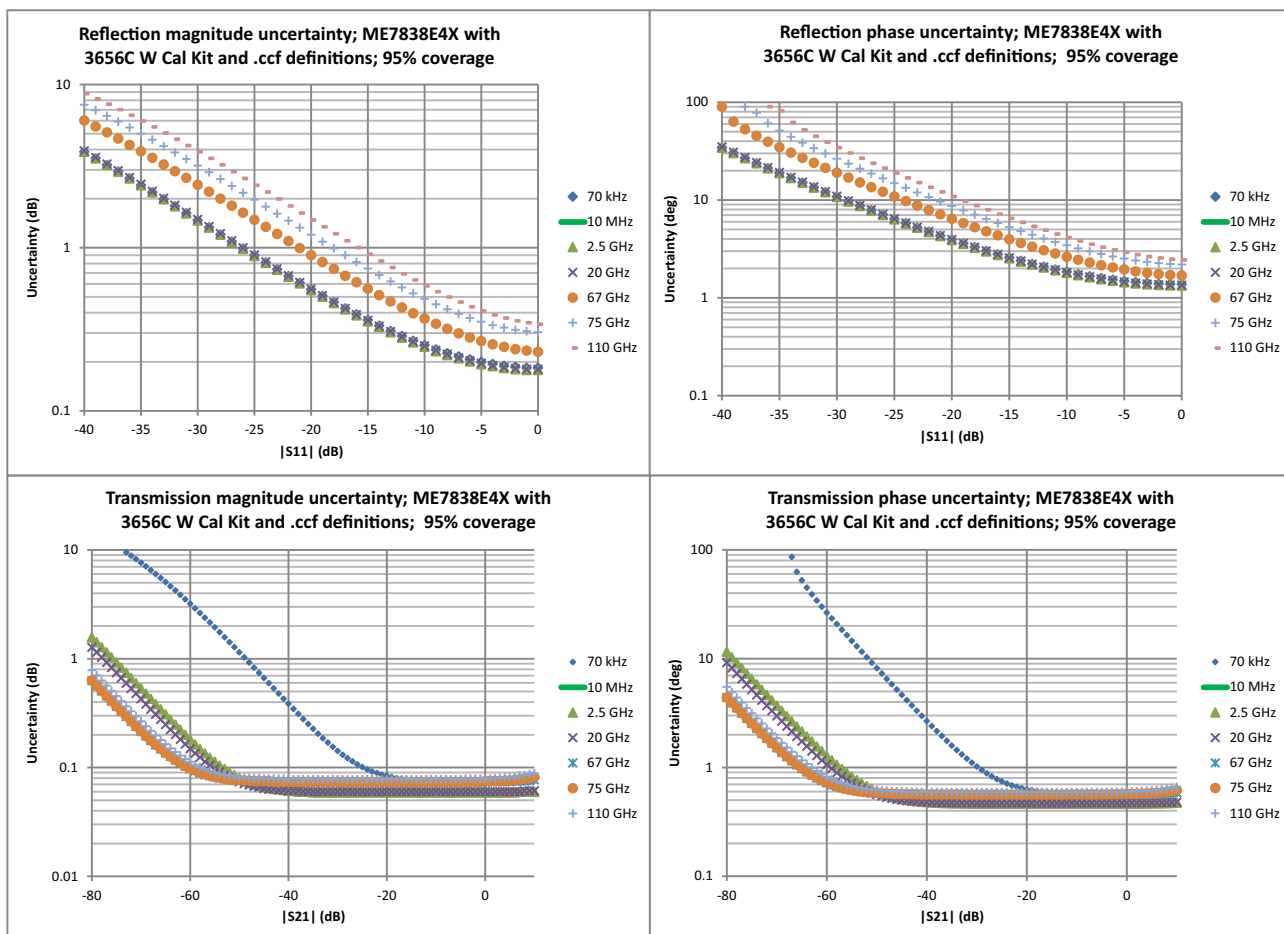 Reflection magnitude uncertainty; ME7838E4X with
3656C W Cal Kit and .ccf definitions; 95% coverage
10
1
0.1
Uncertainty (dB)
-40 -35 -30 -25 -20 -15 -10 -5 0
|S11| (dB)
70 kHz
10 MHz
2.5 GHz
20 GHz
67 GHz
75 GHz
110 GHz
Reflection phase uncertainty; ME7838E4X with
3656C W Cal Kit and .ccf definitions; 95% coverage
100
10
1
0.1
Uncertainty (deg)
-40 -35 -30 -25 -20 -15 -10 -5 0
|S11| (dB)
70 kHz
10 MHz
2.5 GHz
20 GHz
67 GHz
75 GHz
110 GHz
Transmission magnitude uncertainty; ME7838E4X with
3656C W Cal Kit and .ccf definitions; 95% coverage
10
1
0.1
0.01
Uncertainty (dB)
-80 -60 -40 -20 0
|S21| (dB)
70 kHz
10 MHz
2.5 GHz
20 GHz
67 GHz
75 GHz
110 GHz
Transmission phase uncertainty; ME7838E4X with
3656C W Cal Kit and .ccf definitions; 95% coverage
100
10
1
0.1
Uncertainty (deg)
-80 -60 -40 -20 0
|S21| (dB)
70 kHz
10 MHz
2.5 GHz
20 GHz
67 GHz
75 GHz
110 GHz